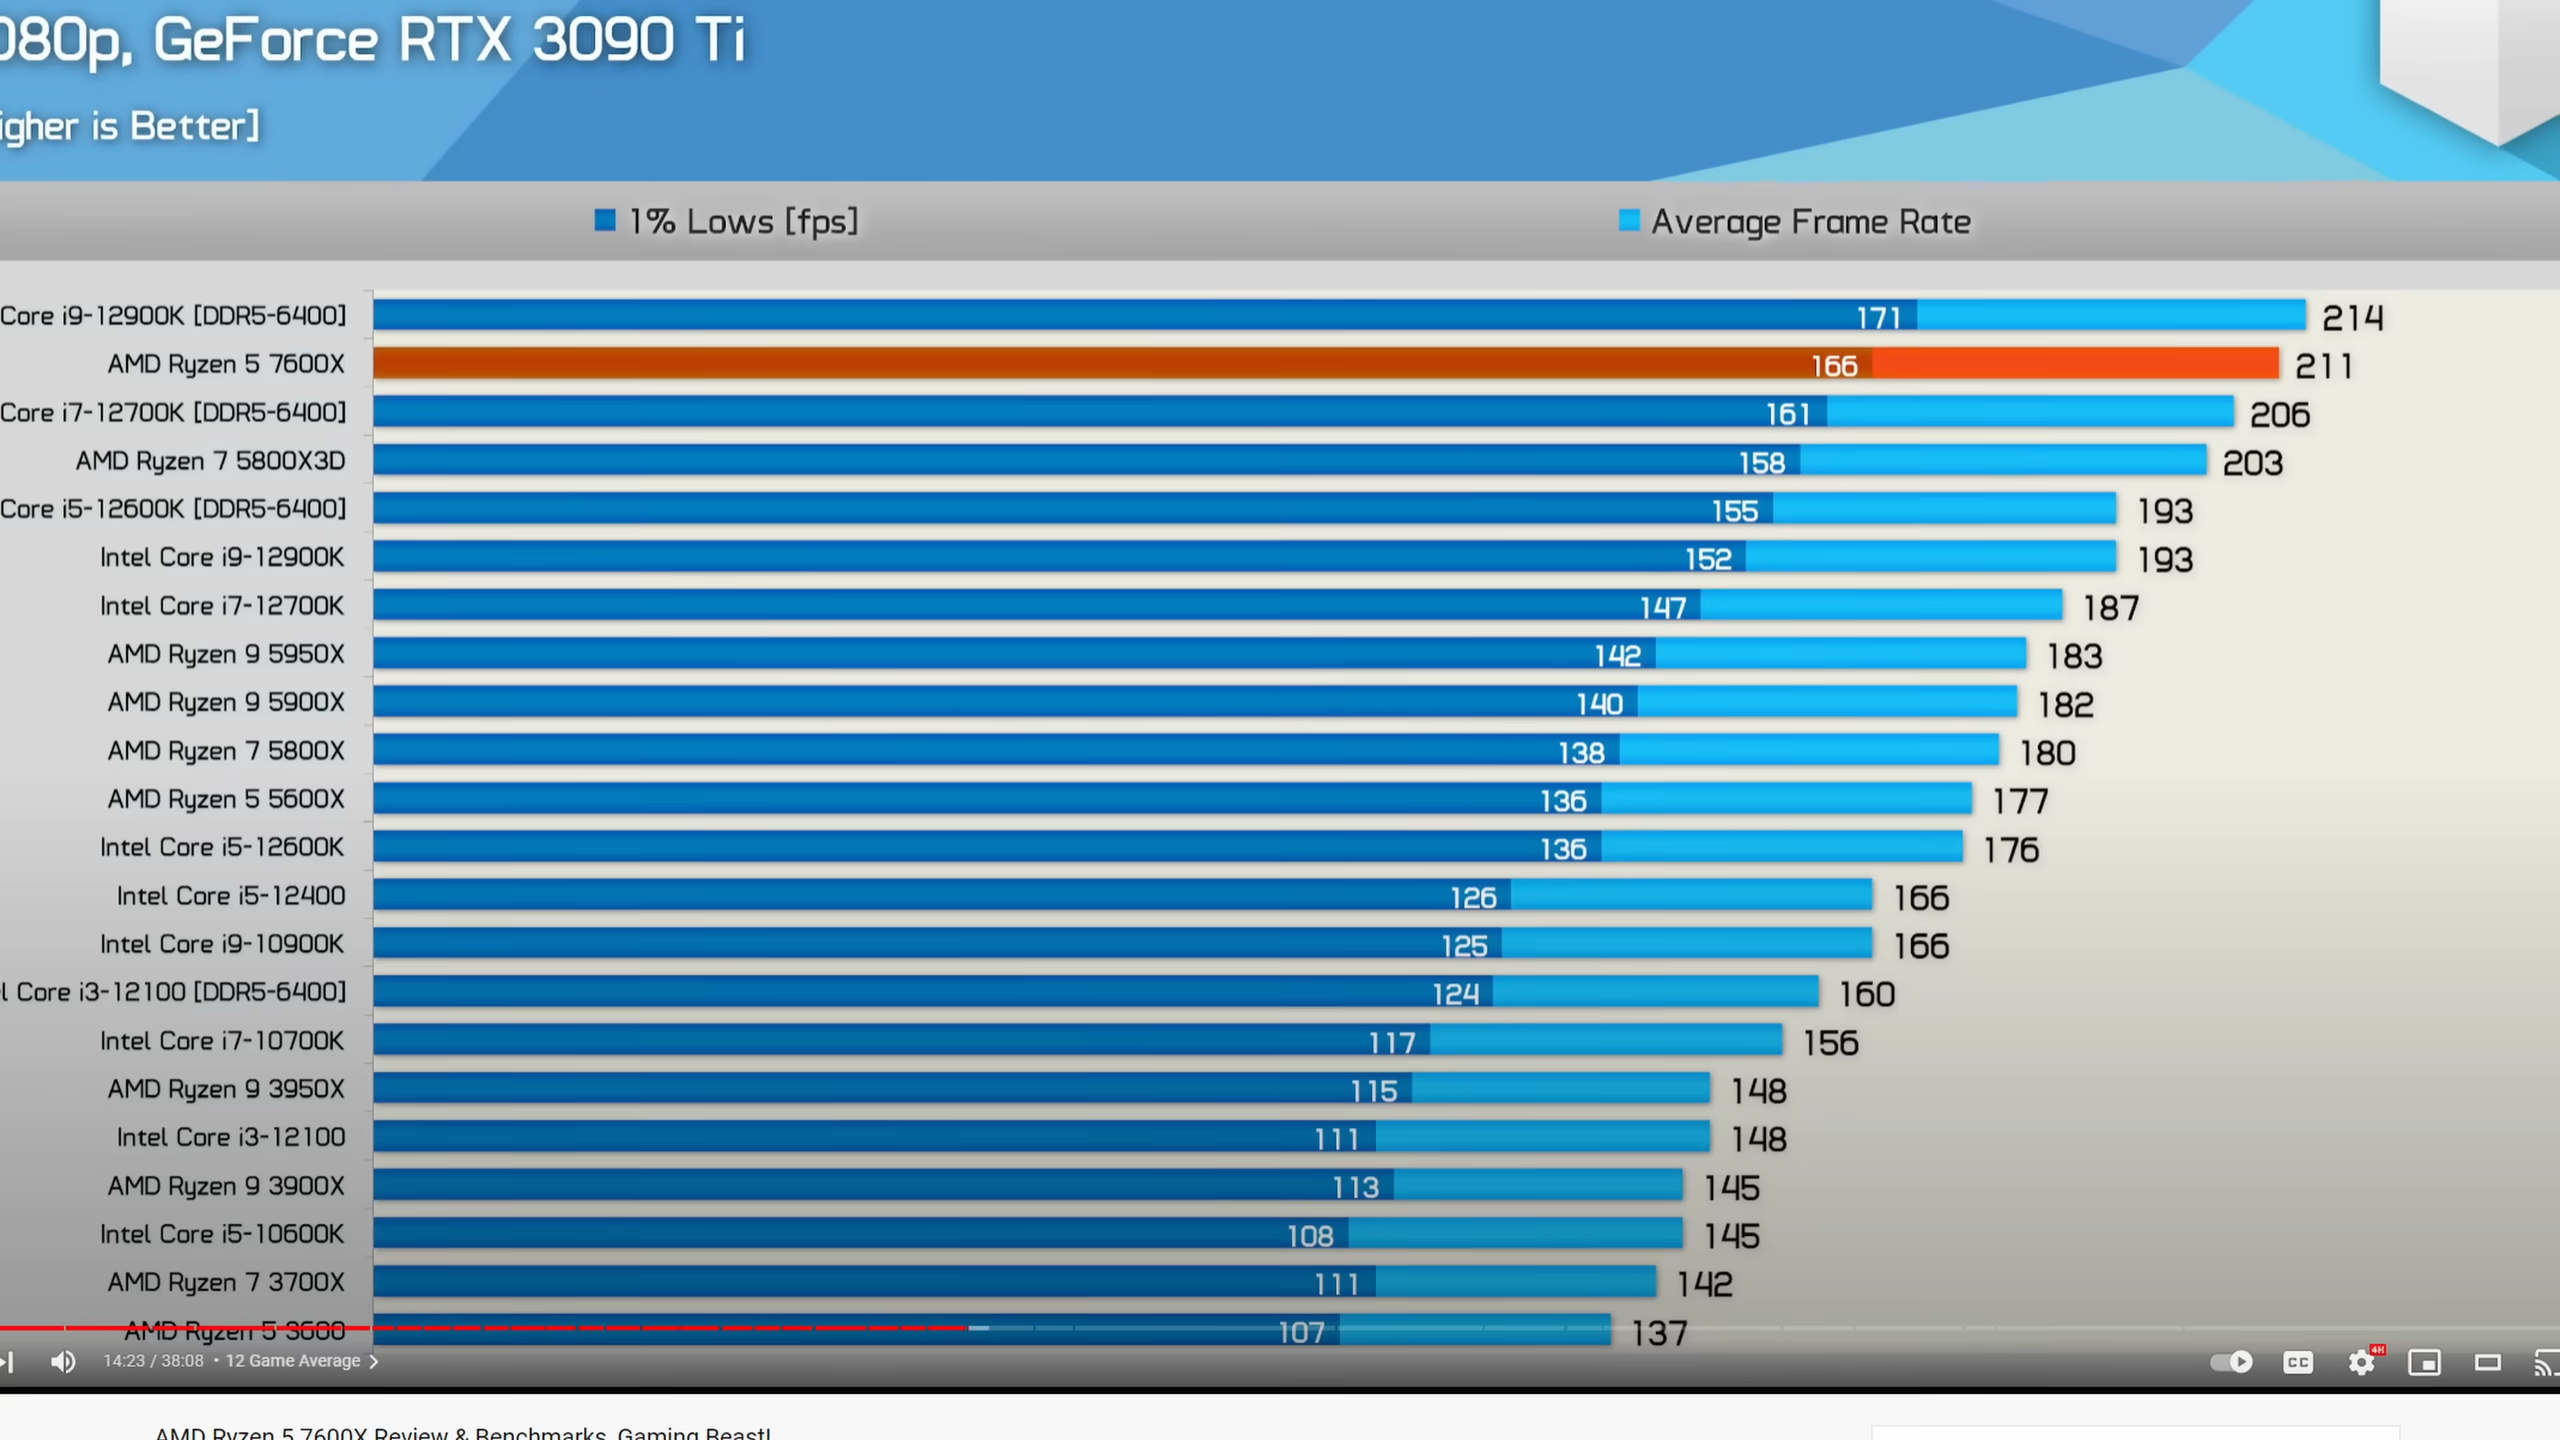 080p, GeForce RTX 3090 Ti
igher is Better]
1% Lows [fps] Average Frame Rate
Core i9-12900K [DDR5-6400] 171 214
AMD Ryzen 5 7600X 166 211
Core i7-12700K [DDR5-6400] 161 206
AMD Ryzen 7 5800X3D 158 203
Core i5-12600K [DDR5-6400] 155 193
Intel Core i9-12900K 152 193
Intel Core i7-12700K 147 187
AMD Ryzen 9 5950X 142 183
AMD Ryzen 9 5900X 140 182
AMD Ryzen 7 5800X 138 180
AMD Ryzen 5 5600X 136 177
Intel Core i5-12600K 136 176
Intel Core i5-12400 126 166
Intel Core i9-10900K 125 166
l Core i3-12100 [DDR5-6400] 124 160
Intel Core i7-10700K 117 156
AMD Ryzen 9 3950X 115 148
Intel Core i3-12100 111 148
AMD Ryzen 9 3900X 113 145
Intel Core i5-10600K 108 145
AMD Ryzen 7 3700X 111 142
AMD Ryzen 5 3600 107 137
14:23 / 38:08 • 12 Game Average
CC
4H
AMD Ryzen 5 7600X Review & Benchmarks, Gaming Beast!